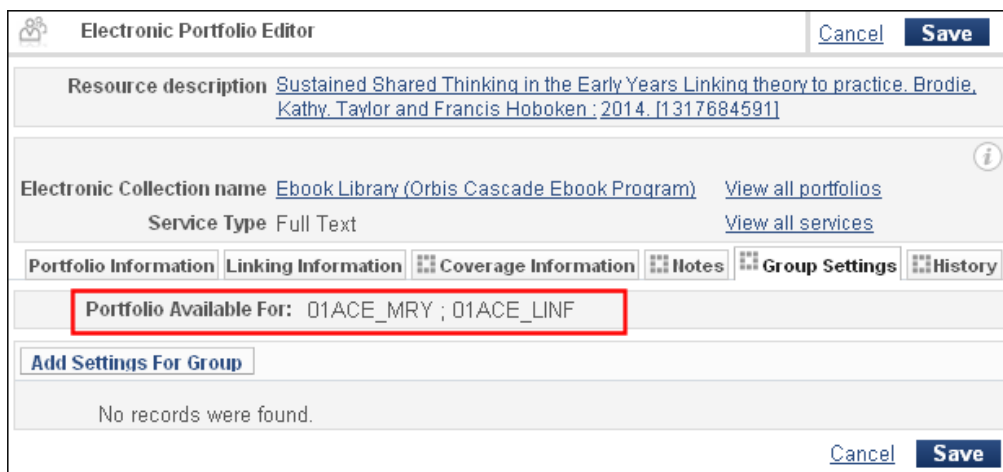 Electronic Portfolio Editor Cancel Save
Resource description Sustained Shared Thinking in the Early Years Linking theory to practice. Brodie,
Kathy. Taylor and Francis Hoboken ; 2014. [1317684591]
Electronic Collection name Ebook Library (Orbis Cascade Ebook Program) View all portfolios
Service Type Full Text View all services
Portfolio Information Linking Information Coverage Information Notes Group Settings History
Portfolio Available For: 01ACE_MRY ; 01ACE_LINF
Add Settings For Group
No records were found.
Cancel Save